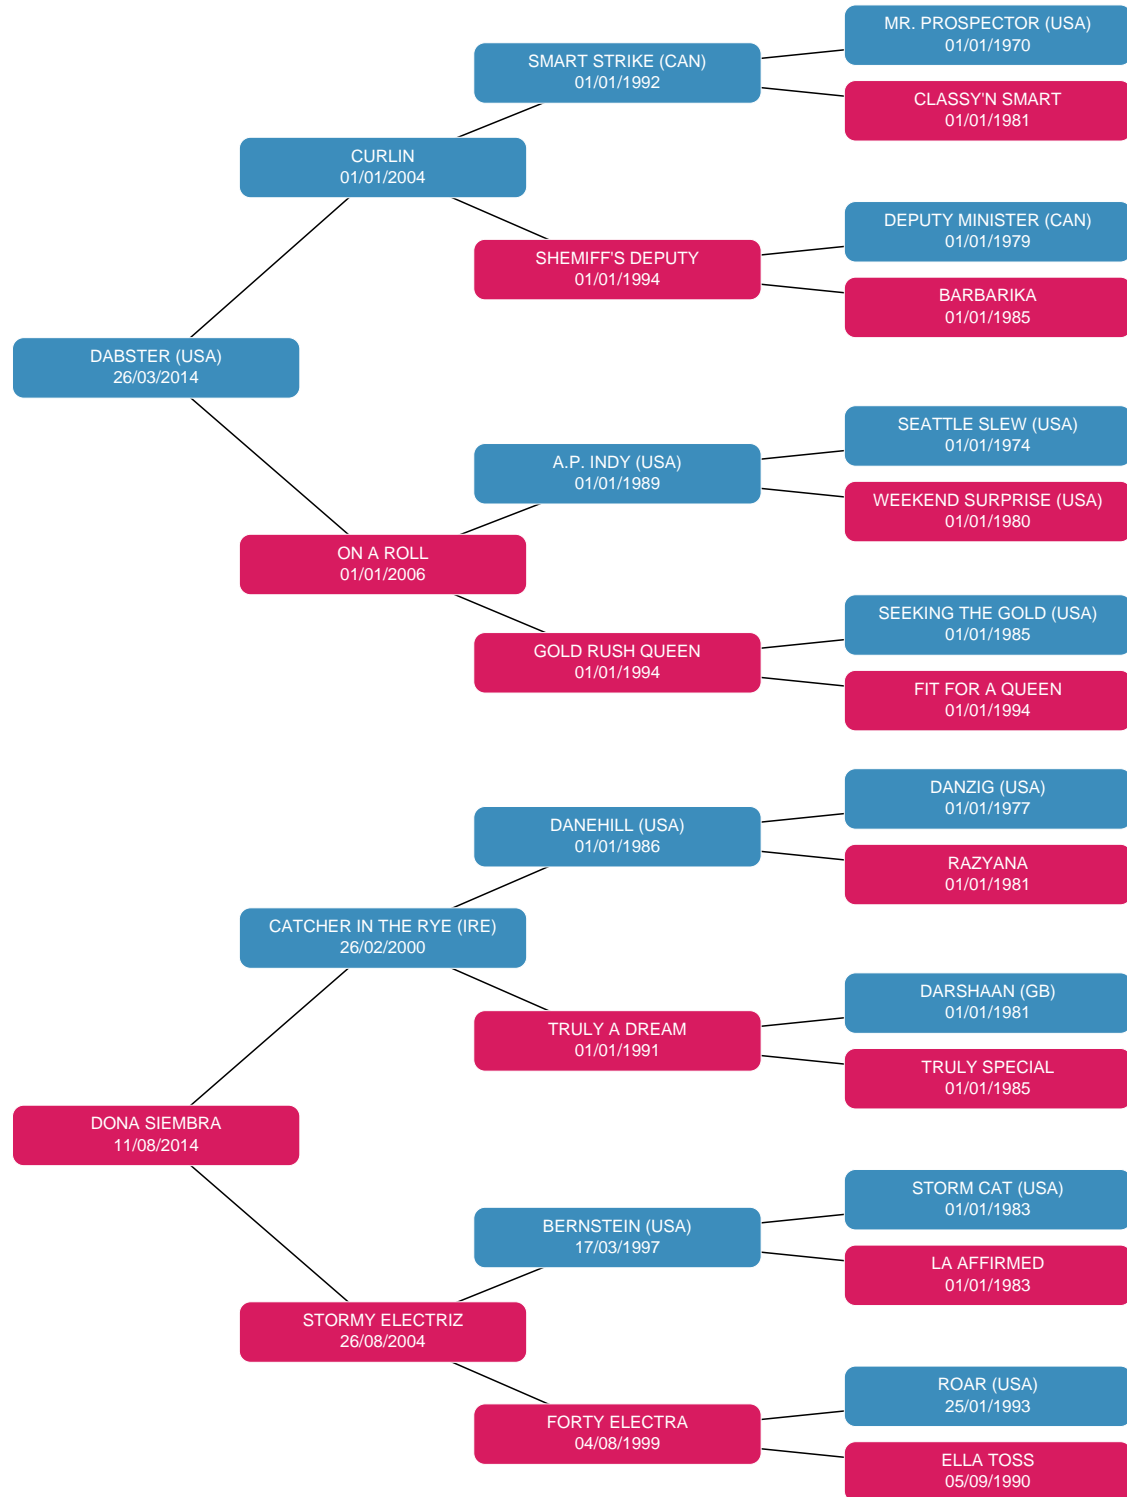 MR. PROSPECTOR (USA)
01/01/1970
SMART STRIKE (CAN)
01/01/1992
CLASSY'N SMART
01/01/1981
CURLIN
01/01/2004
DEPUTY MINISTER (CAN)
01/01/1979
SHEMIFF'S DEPUTY
01/01/1994
BARBARIKA
01/01/1985
DABSTER (USA)
26/03/2014
SEATTLE SLEW (USA)
01/01/1974
A.P. INDY (USA)
01/01/1989
WEEKEND SURPRISE (USA)
01/01/1980
ON A ROLL
01/01/2006
SEEKING THE GOLD (USA)
01/01/1985
GOLD RUSH QUEEN
01/01/1994
FIT FOR A QUEEN
01/01/1994
DANZIG (USA)
01/01/1977
DANEHILL (USA)
01/01/1986
RAZYANA
01/01/1981
CATCHER IN THE RYE (IRE)
26/02/2000
DARSHAAN (GB)
01/01/1981
TRULY A DREAM
01/01/1991
TRULY SPECIAL
01/01/1985
DONA SIEMBRA
11/08/2014
STORM CAT (USA)
01/01/1983
BERNSTEIN (USA)
17/03/1997
LA AFFIRMED
01/01/1983
STORMY ELECTRIZ
26/08/2004
ROAR (USA)
25/01/1993
FORTY ELECTRA
04/08/1999
ELLA TOSS
05/09/1990